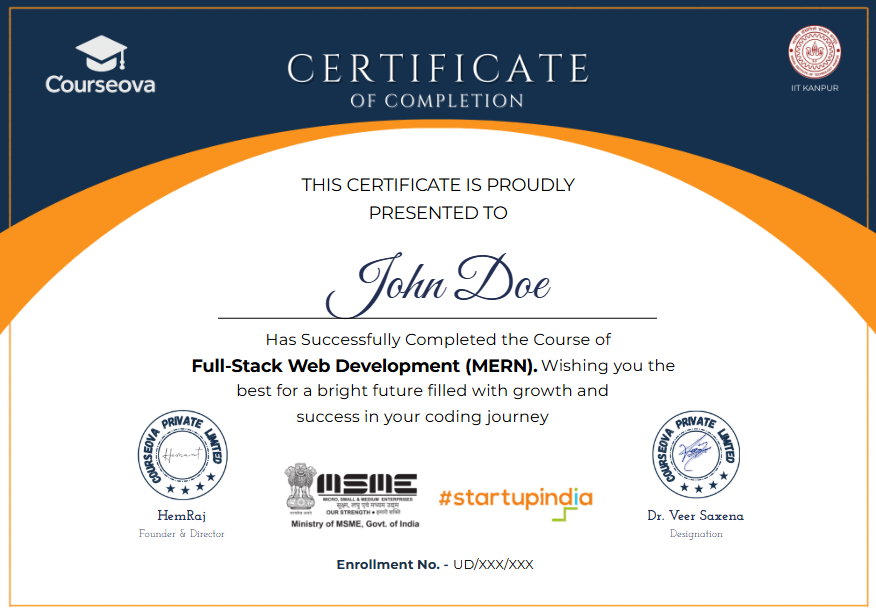 Courseova
CERTIFICATE
OF COMPLETION
IIT KANPUR
THIS CERTIFICATE IS PROUDLY
PRESENTED TO
John Doe
Has Successfully Completed the Course of
Full-Stack Web Development (MERN). Wishing you the
best for a bright future filled with growth and
success in your coding journey
COURSEOVA PRIVATE LIMITED
Hemant
HemRaj
Founder & Director
MSME
MICRO, SMALL & MEDIUM ENTERPRISES
सूक्ष्म, लघु एवं मध्यम उद्यम
OUR STRENGTH • हमारी शक्ति
Ministry of MSME, Govt. of India
#startupindia
COURSEOVA PRIVATE LIMITED
Dr. Veer Saxena
Designation
Enrollment No. - UD/XXX/XXX